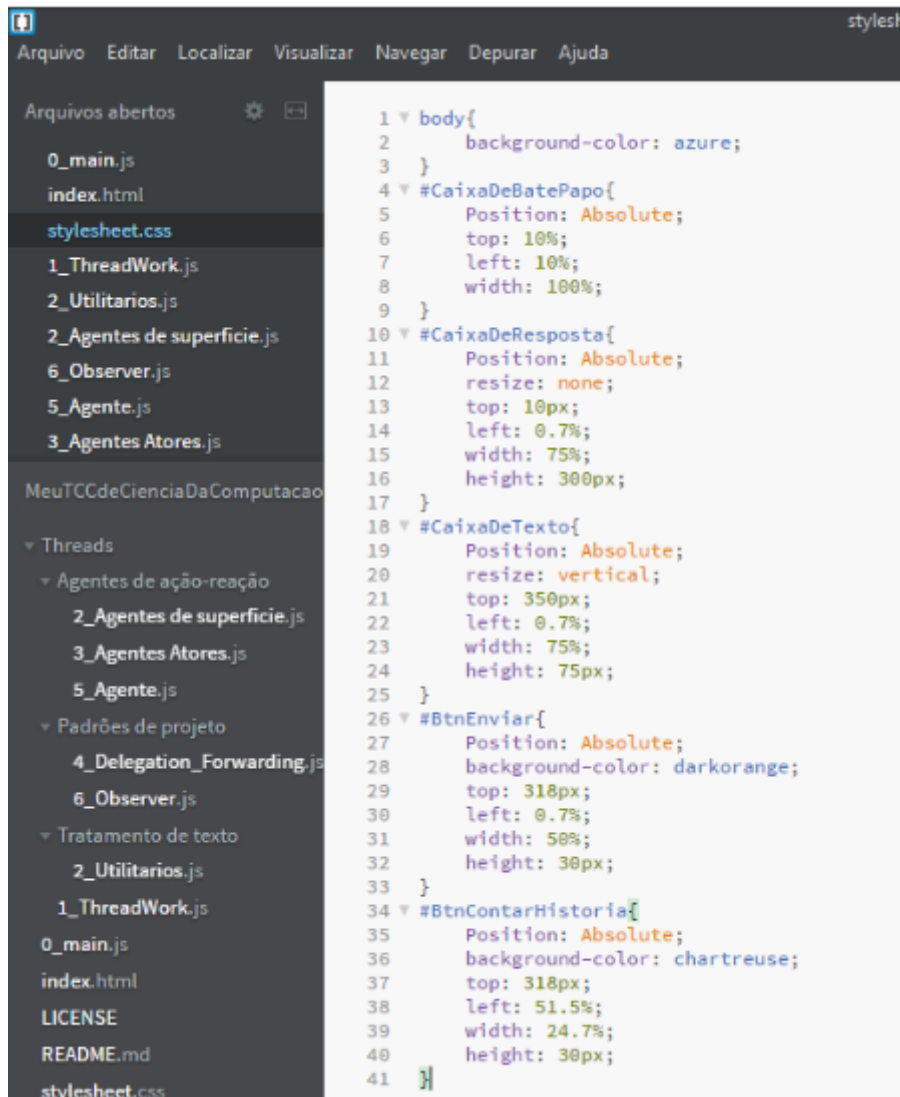 stylesh
Arquivo Editar Localizar Visualizar Navegar Depurar Ajuda
Arquivos abertos
0_main.js
index.html
stylesheet.css
1_ThreadWork.js
2_Utilitarios.js
2_Agentes de superficie.js
6_Observer.js
5_Agente.js
3_Agentes Atores.js
MeuTCCdeCienciaDaComputacao
Threads
Agentes de ação-reação
2_Agentes de superficie.js
3_Agentes Atores.js
5_Agente.js
Padrões de projeto
4_Delegation_Forwarding.js
6_Observer.js
Tratamento de texto
2_Utilitarios.js
1_ThreadWork.js
0_main.js
index.html
LICENSE
README.md
stylesheet.css
1 body{
2 background-color: azure;
3 }
4 #CaixaDeBatePapo{
5 Position: Absolute;
6 top: 10%;
7 left: 10%;
8 width: 100%;
9 }
10 #CaixaDeResposta{
11 Position: Absolute;
12 resize: none;
13 top: 10px;
14 left: 0.7%;
15 width: 75%;
16 height: 300px;
17 }
18 #CaixaDeTexto{
19 Position: Absolute;
20 resize: vertical;
21 top: 350px;
22 left: 0.7%;
23 width: 75%;
24 height: 75px;
25 }
26 #BtnEnviar{
27 Position: Absolute;
28 background-color: darkorange;
29 top: 318px;
30 left: 0.7%;
31 width: 50%;
32 height: 30px;
33 }
34 #BtnContarHistoria{
35 Position: Absolute;
36 background-color: chartreuse;
37 top: 318px;
38 left: 51.5%;
39 width: 24.7%;
40 height: 30px;
41 }